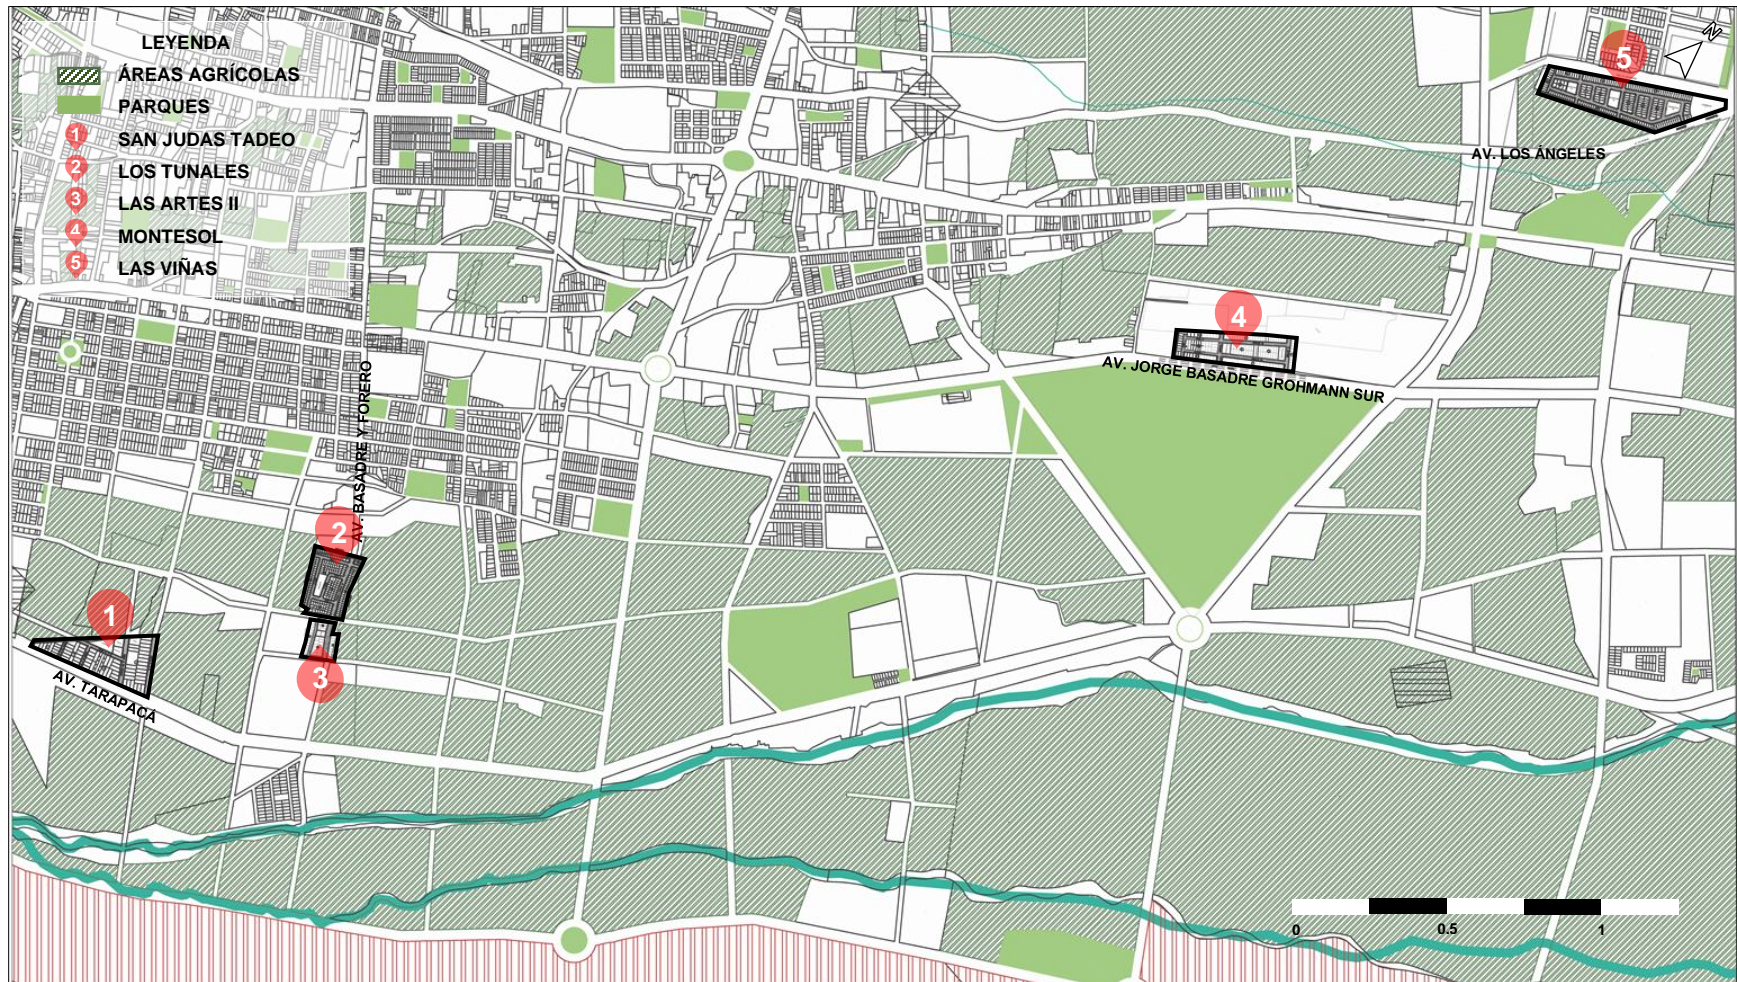 LEYENDA
ÁREAS AGRÍCOLAS
PARQUES
1 SAN JUDAS TADEO
2 LOS TUNALES
3 LAS ARTES II
4 MONTESOL
5 LAS VIÑAS
N
5
AV. LOS ÁNGELES
4
AV. JORGE BASADRE GROHMANN SUR
AV. BASADRE Y FORERO
2
1
3
AV. TARAPACÁ
0 0.5 1